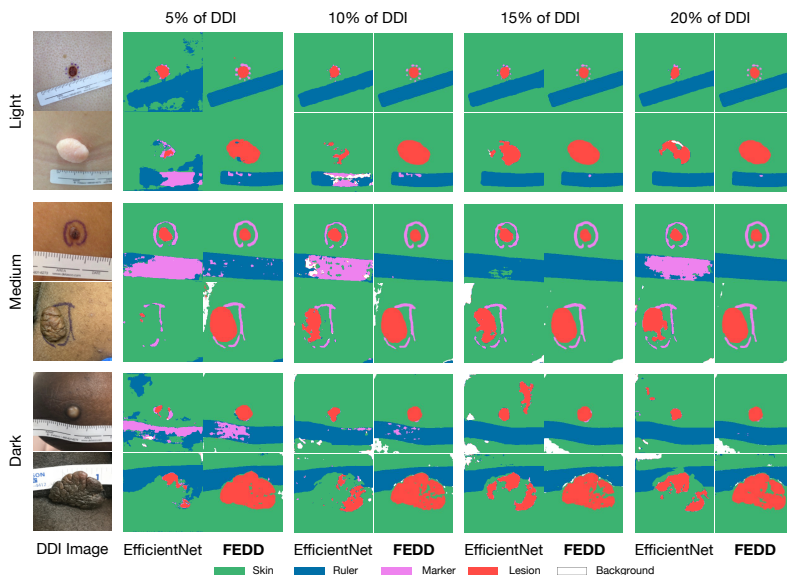 5% of DDI 10% of DDI 15% of DDI 20% of DDI
Light
Medium
Dark
DDI Image EfficientNet FEDD EfficientNet FEDD EfficientNet FEDD EfficientNet FEDD
Skin Ruler Marker Lesion Background